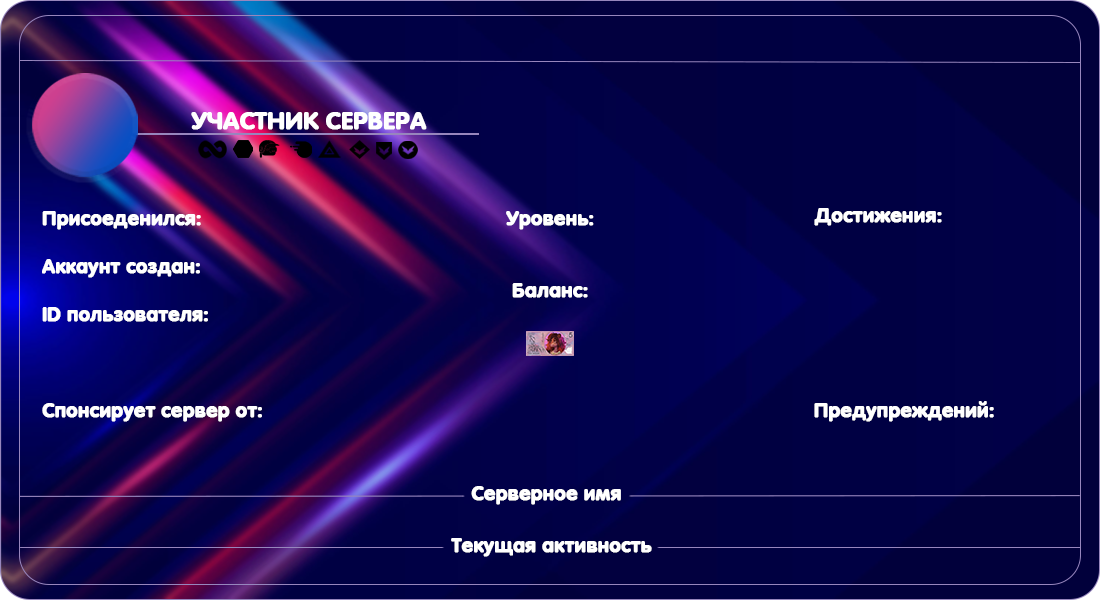 УЧАСТНИК СЕРВЕРА
Присоеденился:
Уровень:
Достижения:
Аккаунт создан:
Баланс:
ID пользователя:
Спонсирует сервер от:
Предупреждений:
Серверное имя
Текущая активность